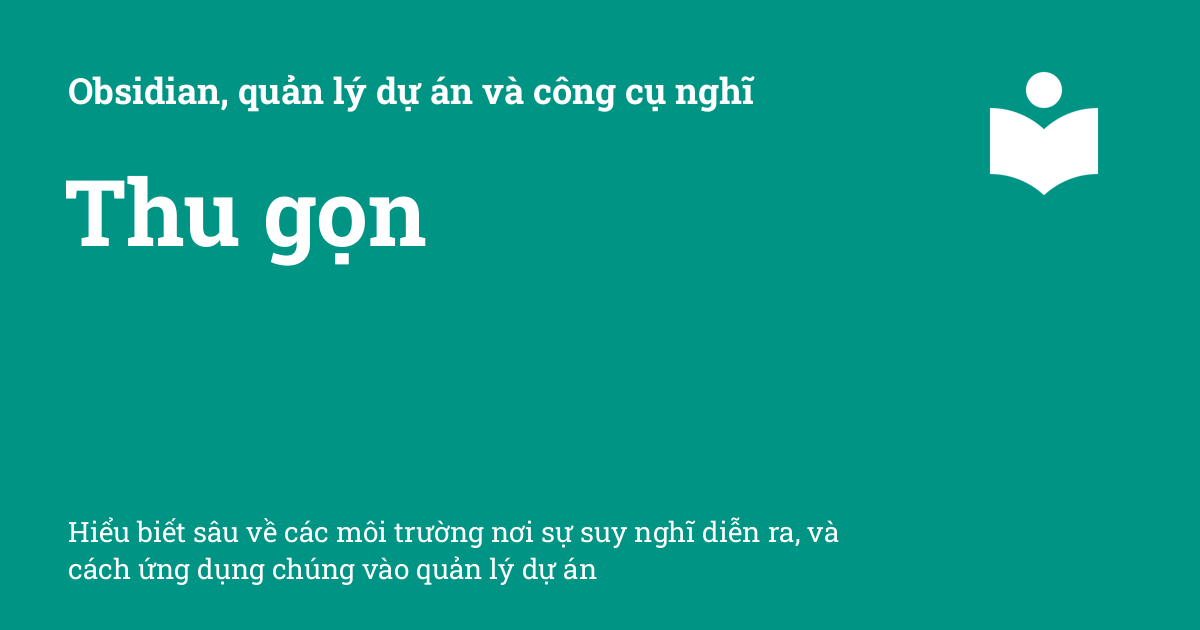 Obsidian, quản lý dự án và công cụ nghĩ
Thu gọn
Hiểu biết sâu về các môi trường nơi sự suy nghĩ diễn ra, và
cách ứng dụng chúng vào quản lý dự án